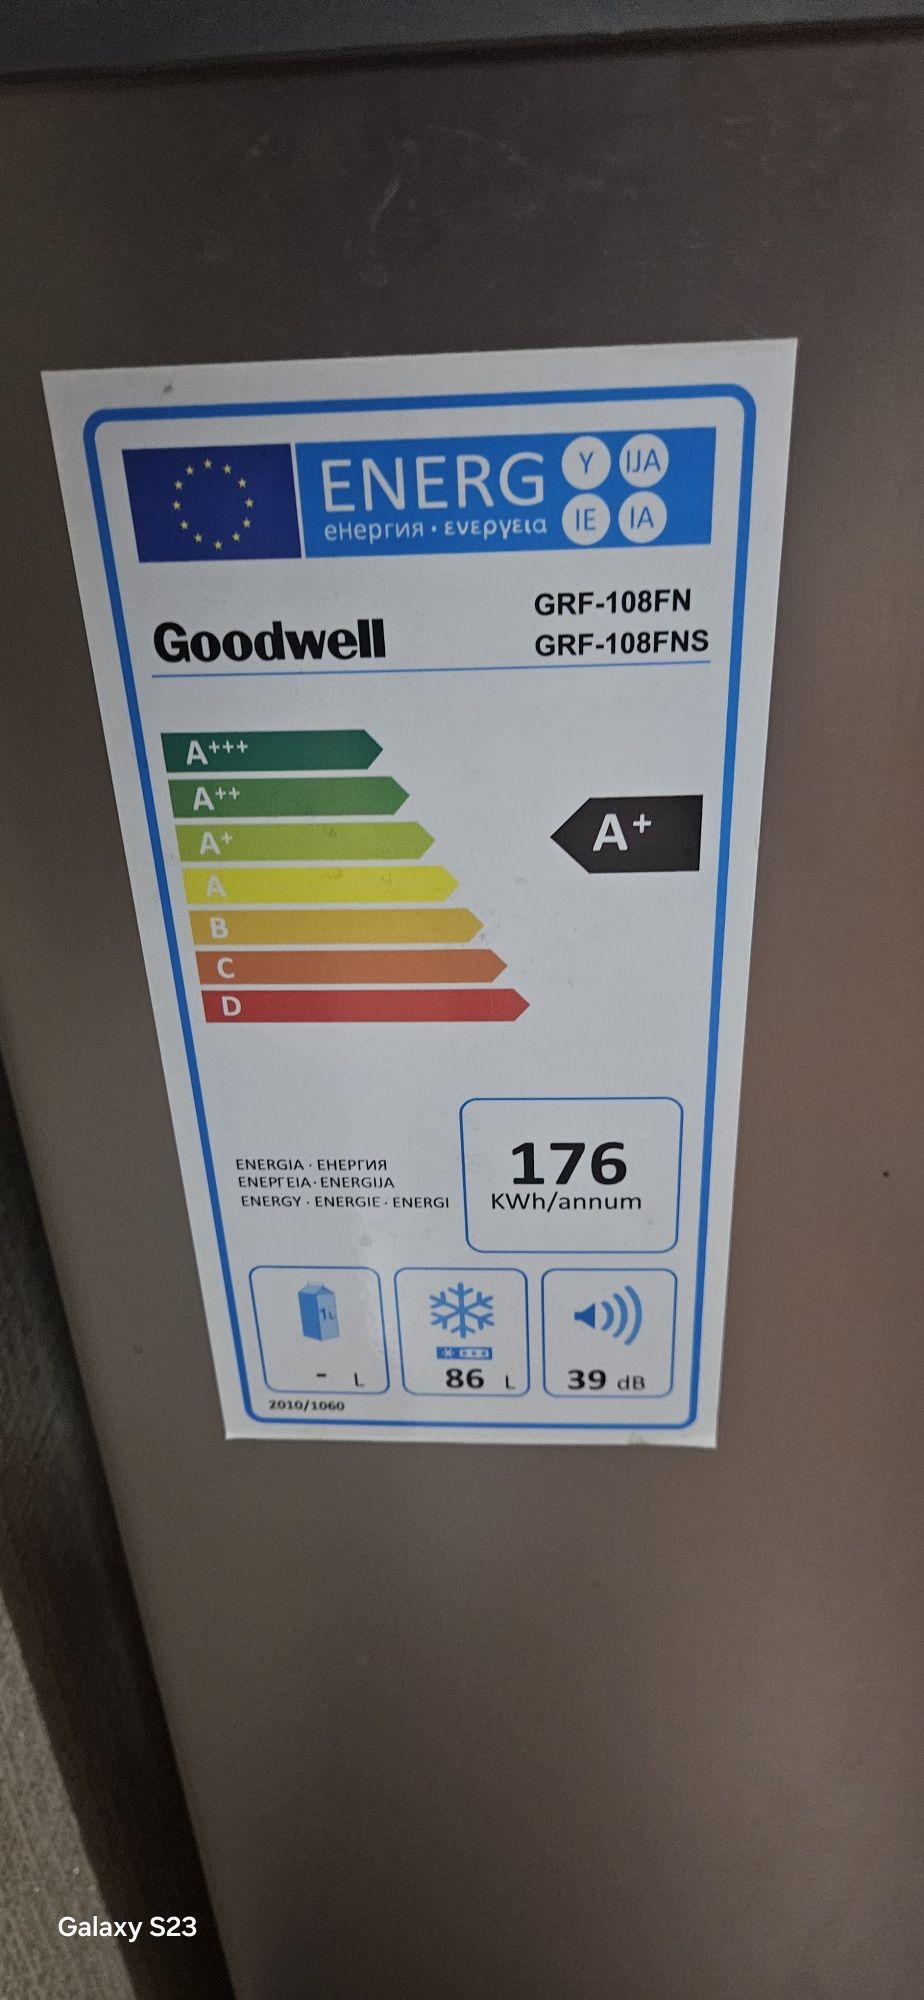 ENERG Y IJA
енергия · ενεργεια IE IA
GRF-108FN
Goodwell GRF-108FNS
A+++
A++
A+
A+
A
B
C
D
ENERGIA · ЕНЕРГИЯ
ΕΝΕΡΓΕΙΑ · ENERGIJA
ENERGY · ENERGIE · ENERGI
176
KWh/annum
1L
- L
86 L
39 dB
2010/1060
Galaxy S23